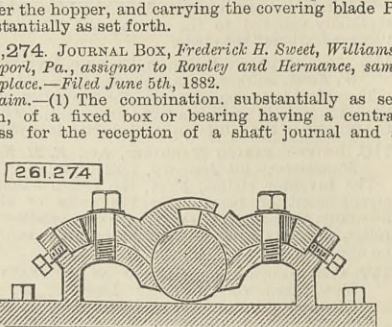 er the hopper, and carrying the covering blade P
stantially as set forth.
,274. JOURNAL BOX, Frederick H. Sweet, Williams
porl, Pa., assignor to Rowley and Hermance, sam
place.—Filed June 5th, 1882.
aim.—(1) The combination. substantially as se
n, of a fixed box or bearing having a centra
ss for the reception of a shaft journal and
261.274